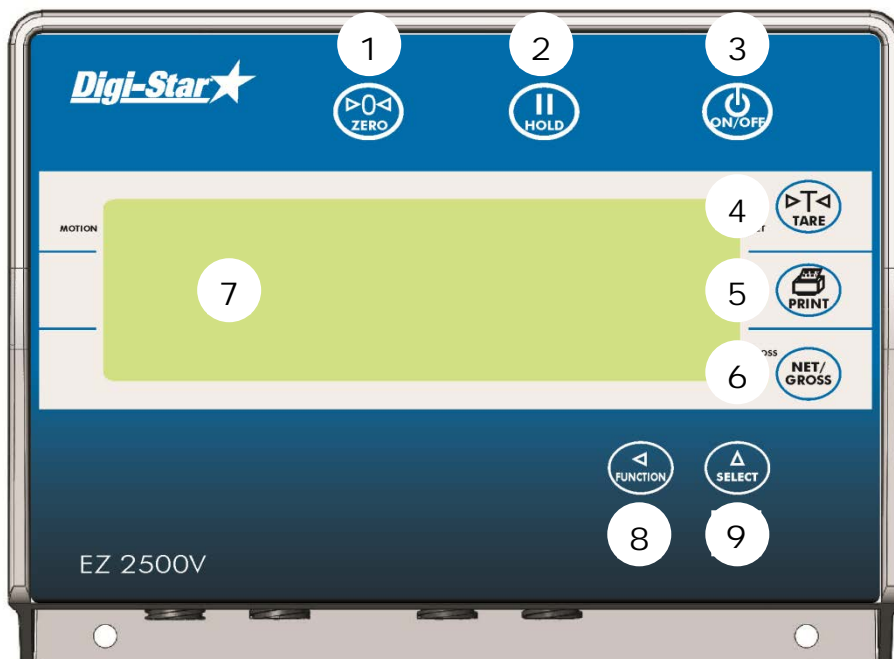 1 2 3
Digi-Star
0
ZERO
HOLD
ON/OFF
4
T
TARE
MOTION
7
5
PRINT
6
NET/
GROSS
FUNCTION
SELECT
8 9
EZ 2500V